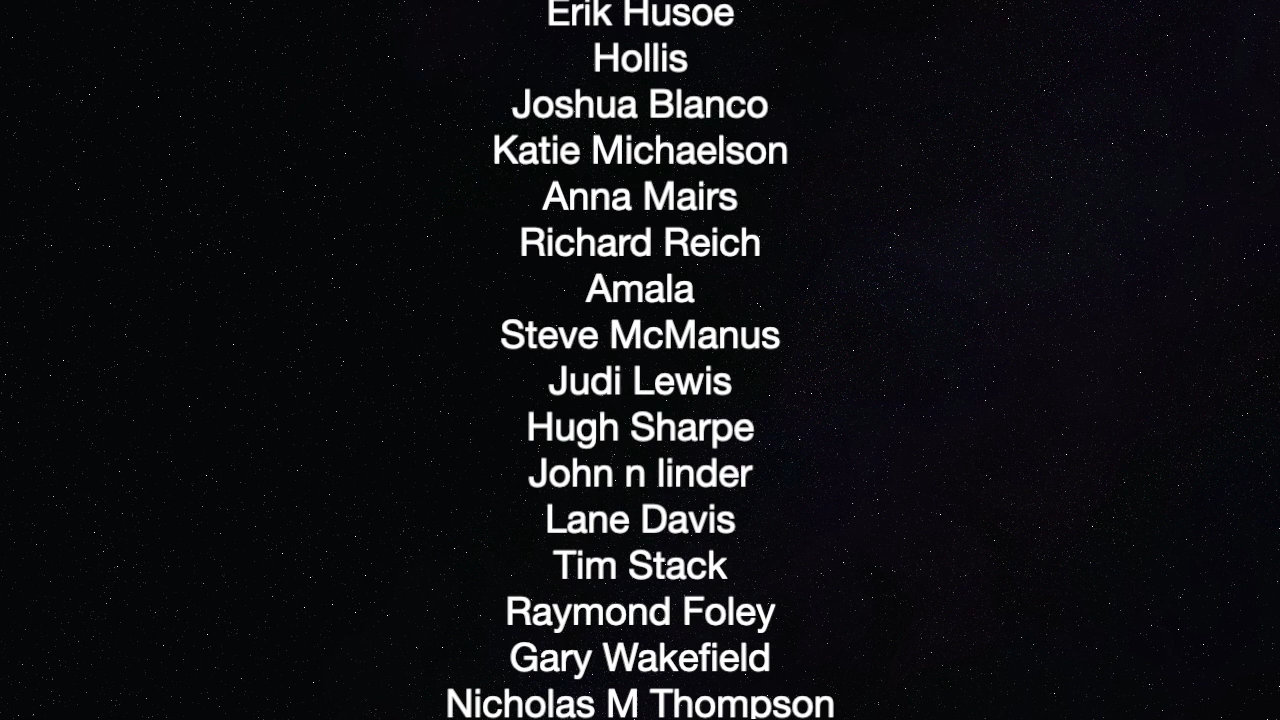 Erik Husoe
Hollis
Joshua Blanco
Katie Michaelson
Anna Mairs
Richard Reich
Amala
Steve McManus
Judi Lewis
Hugh Sharpe
John n linder
Lane Davis
Tim Stack
Raymond Foley
Gary Wakefield
Nicholas M Thompson